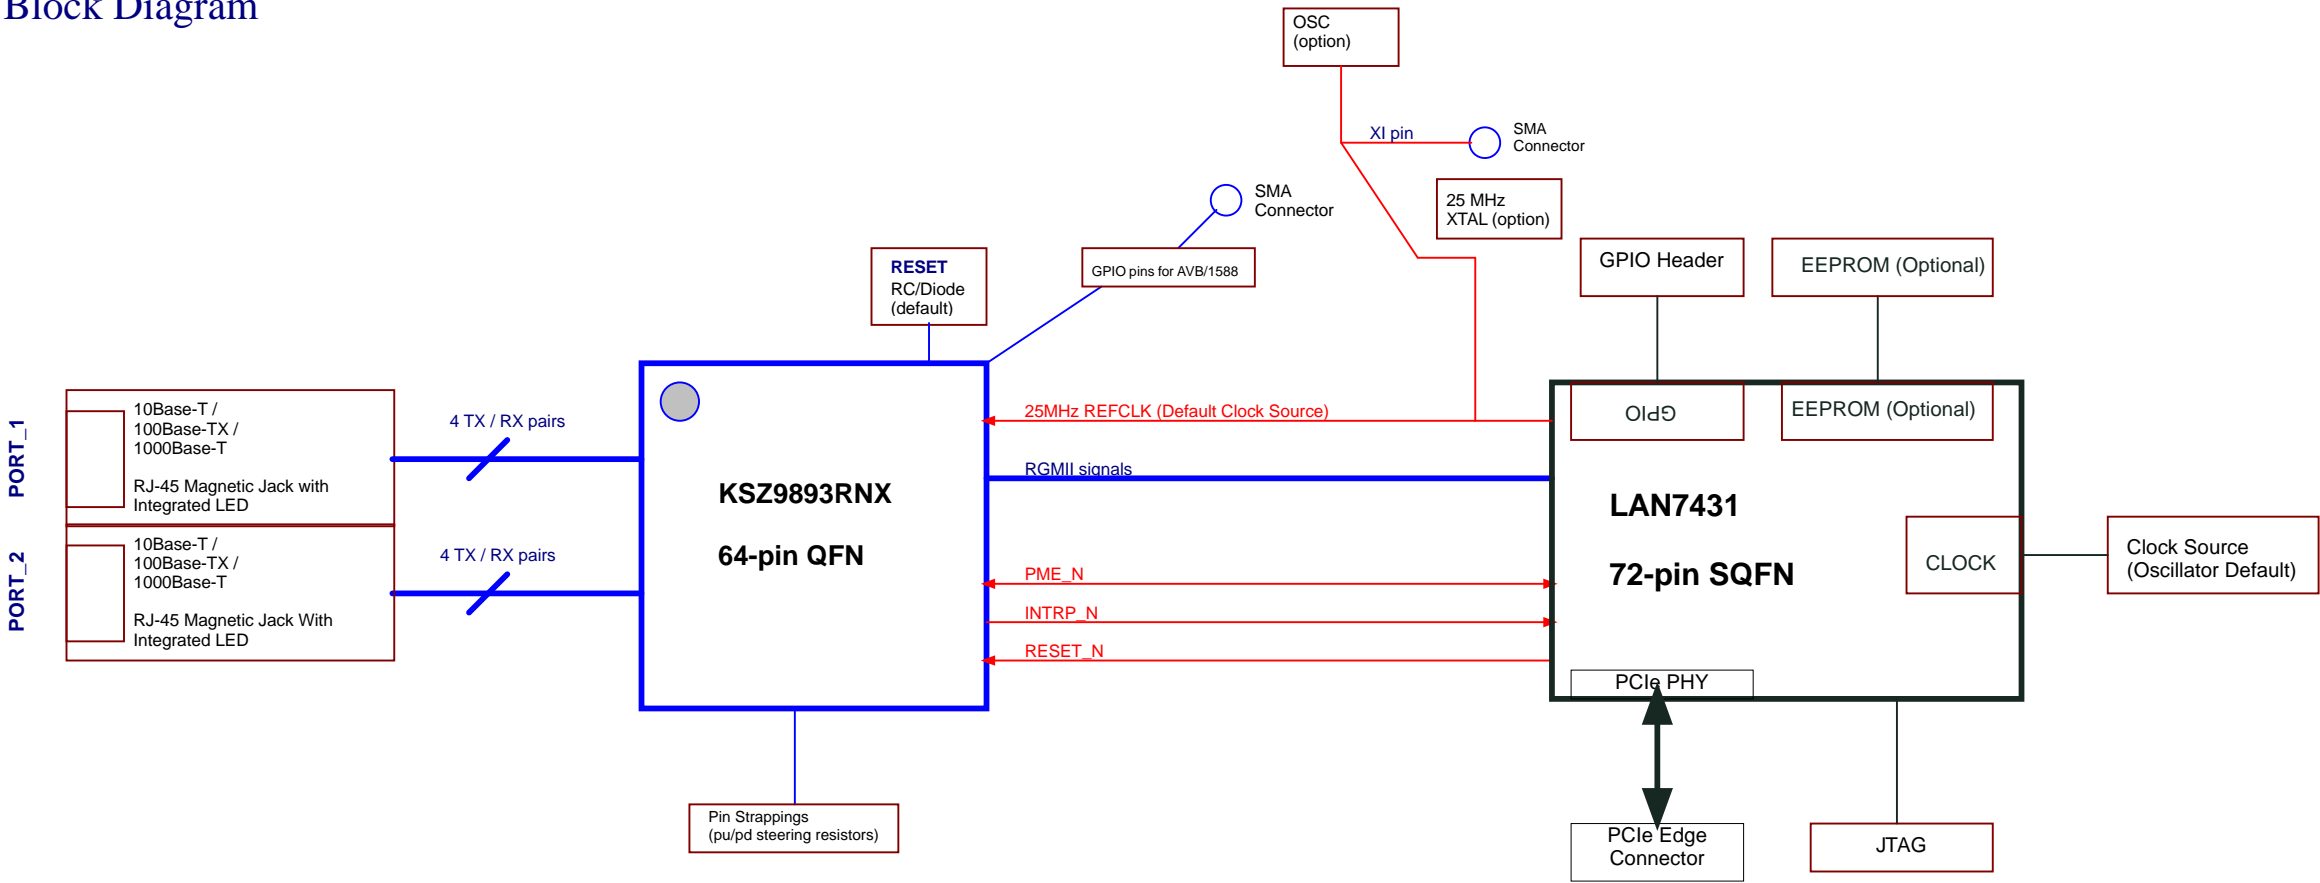 Block Diagram
OSC
(option)
XI pin
SMA
Connector
25 MHz
XTAL (option)
SMA
Connector
GPIO pins for AVB/1588
RESET
RC/Diode
(default)
GPIO Header
EEPROM (Optional)
PORT_1
10Base-T /
100Base-TX /
1000Base-T
RJ-45 Magnetic Jack with
Integrated LED
4 TX / RX pairs
PORT_2
10Base-T /
100Base-TX /
1000Base-T
RJ-45 Magnetic Jack With
Integrated LED
4 TX / RX pairs
KSZ9893RNX
64-pin QFN
25MHz REFCLK (Default Clock Source)
RGMII signals
PME_N
INTRP_N
RESET_N
GPIO
EEPROM (Optional)
LAN7431
72-pin SQFN
CLOCK
Clock Source
(Oscillator Default)
PCIe PHY
Pin Strappings
(pu/pd steering resistors)
PCIe Edge
Connector
JTAG